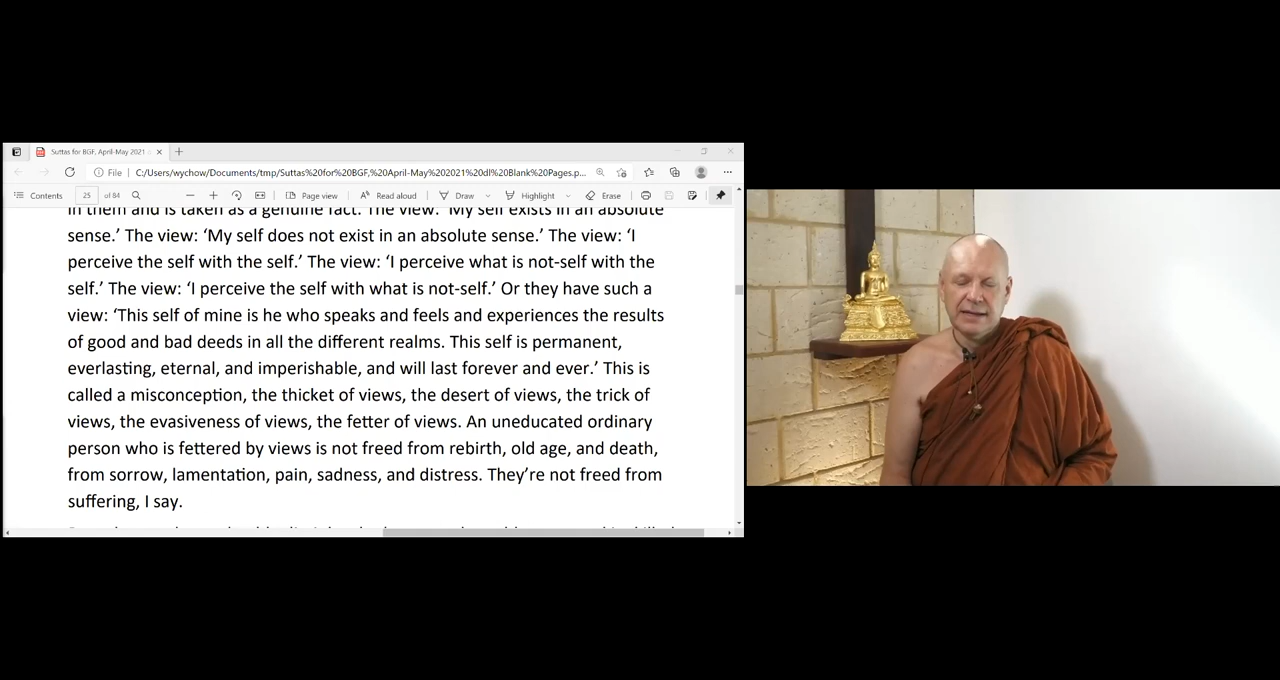 Suttas for BGF, April-May 2021
File
C:/Users/wychow/Documents/tmp/Suttas%20for%20BGF,%20April-May%202021%20dl%20Blank%20Pages.p...
Contents
25
of 84
Page view
Read aloud
Draw
Highlight
Erase
in them and is taken as a genuine fact. The view: ‘My self exists in an absolute
sense.’ The view: ‘My self does not exist in an absolute sense.’ The view: ‘I
perceive the self with the self.’ The view: ‘I perceive what is not-self with the
self.’ The view: ‘I perceive the self with what is not-self.’ Or they have such a
view: ‘This self of mine is he who speaks and feels and experiences the results
of good and bad deeds in all the different realms. This self is permanent,
everlasting, eternal, and imperishable, and will last forever and ever.’ This is
called a misconception, the thicket of views, the desert of views, the trick of
views, the evasiveness of views, the fetter of views. An uneducated ordinary
person who is fettered by views is not freed from rebirth, old age, and death,
from sorrow, lamentation, pain, sadness, and distress. They’re not freed from
suffering, I say.